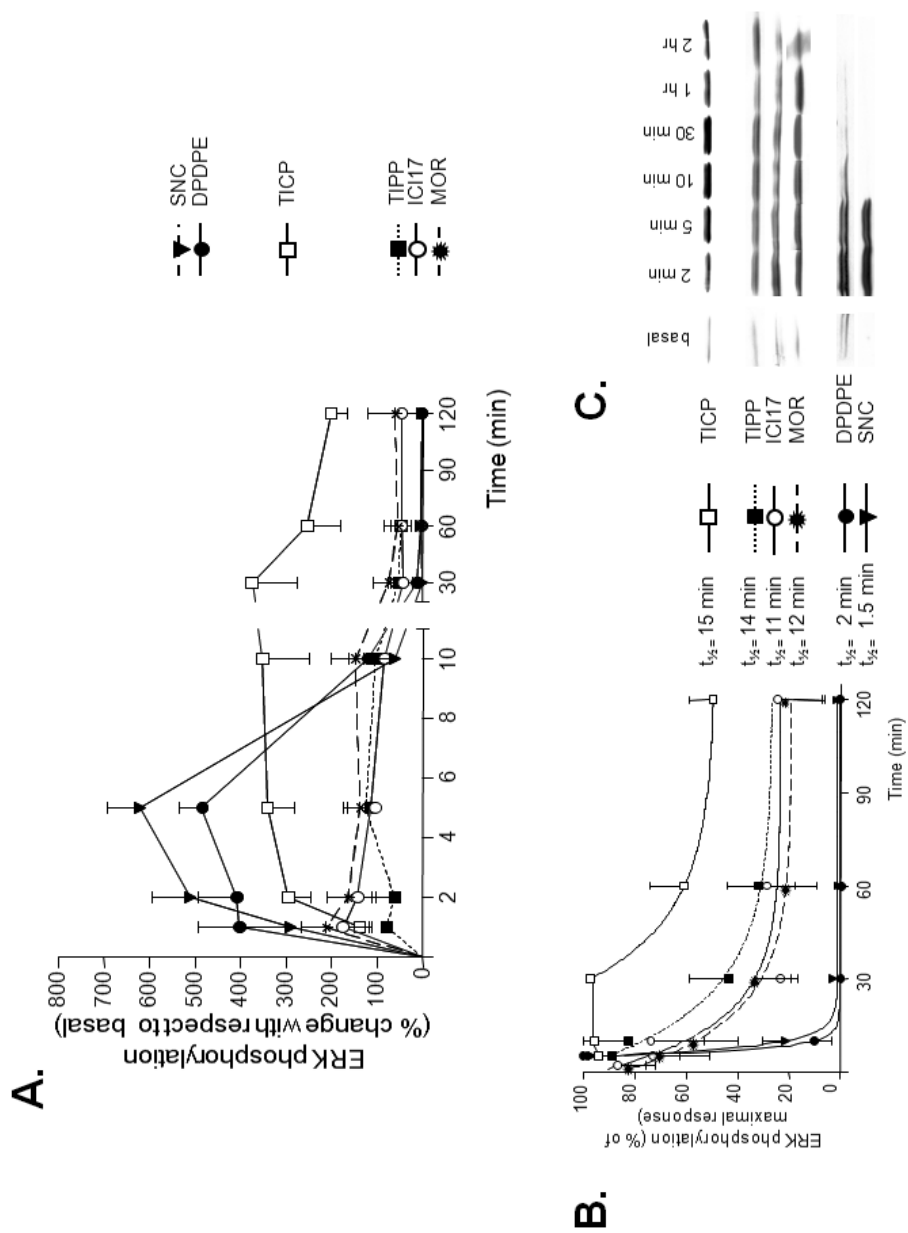 A.
ERK phosphorylation
(% change with respect to basal)
800
700
600
500
400
300
200
100
0
2
4
6
8
10
30
60
90
120
Time (min)
SNC
DPDPE
TICP
TIPP
ICI17
MOR
B.
ERK phosphorylation (% of
maximal response)
100
80
60
40
20
0
30
60
90
120
Time (min)
t½= 15 min TICP
t½= 14 min TIPP
t½= 11 min ICI17
t½= 12 min MOR
t½= 2 min DPDPE
t½= 1.5 min SNC
C.
basal 2 min 5 min 10 min 30 min 1 hr 2 hr